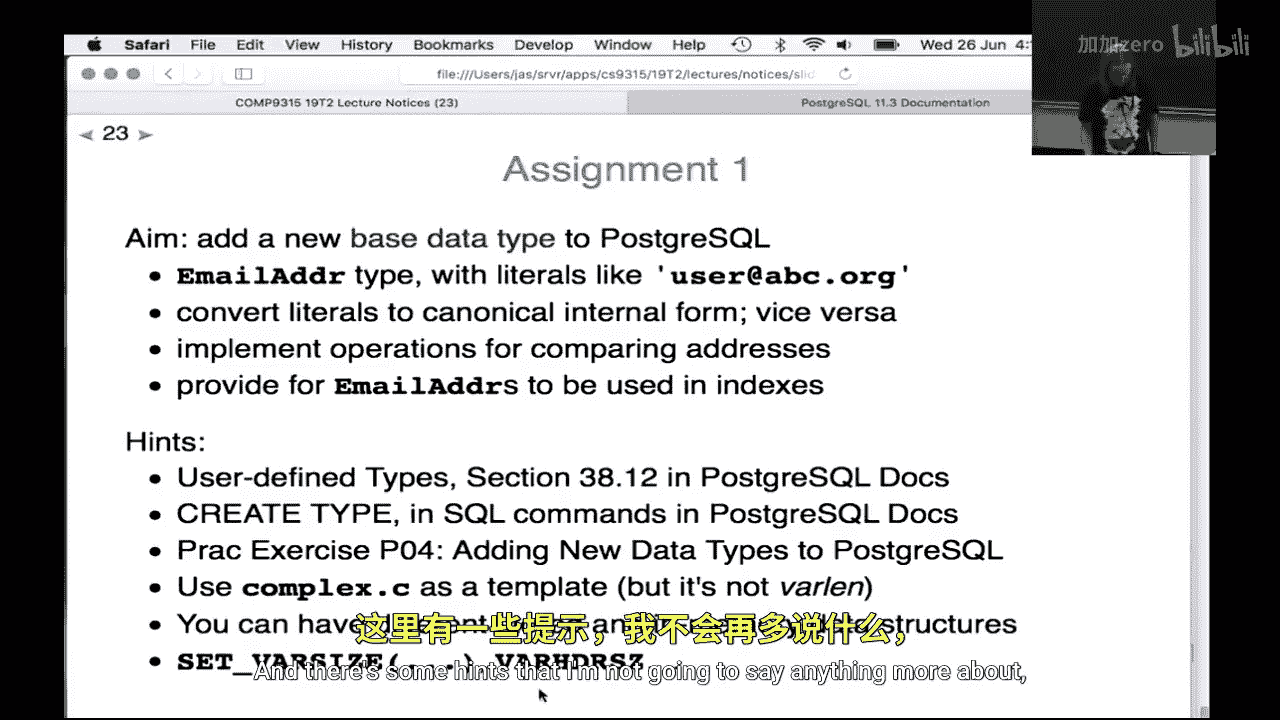 Safari File Edit View History Bookmarks Develop Window Help Wed 26 Jun 4:
加加zero bilibili
file:///Users/jas/srvr/apps/cs9315/19T2/lectures/notices/slid
COMP9315 19T2 Lecture Notices (23) PostgreSQL 11.3 Documentation
23
Assignment 1
Aim: add a new base data type to PostgreSQL
• EmailAddr type, with literals like 'user@abc.org'
• convert literals to canonical internal form; vice versa
• implement operations for comparing addresses
• provide for EmailAddrs to be used in indexes
Hints:
• User-defined Types, Section 38.12 in PostgreSQL Docs
• CREATE TYPE, in SQL commands in PostgreSQL Docs
• Prac Exercise P04: Adding New Data Types to PostgreSQL
• Use complex.c as a template (but it's not varlen)
• You can have structures
这里有一些提示，我不会再多说什么，
• SET_VARSIZE(...) VARHDRSZ
And there's some hints that I'm not going to say anything more about,